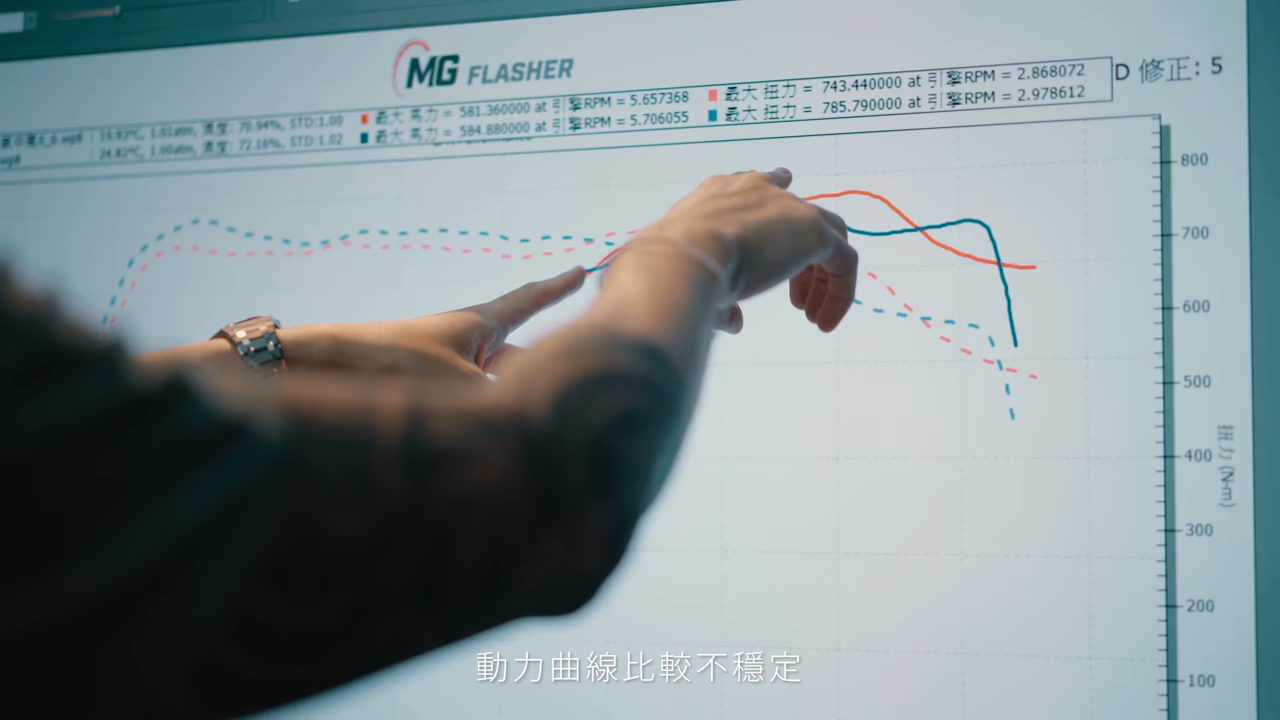 MG FLASHER
D 修正: 5
19.93°C, 1.01atm, 濕度: 70.94%, STD:1.00
最大 馬力 = 581.360000 at 引擎RPM = 5.657368
最大 扭力 = 743.440000 at 引擎RPM = 2.868072
24.82°C, 1.00atm, 濕度: 72.16%, STD:1.02
最大 馬力 = 584.880000 at 引擎RPM = 5.706055
最大 扭力 = 785.790000 at 引擎RPM = 2.978612
800
700
600
500
400
300
200
100
扭力 (N-m)
動力曲線比較不穩定